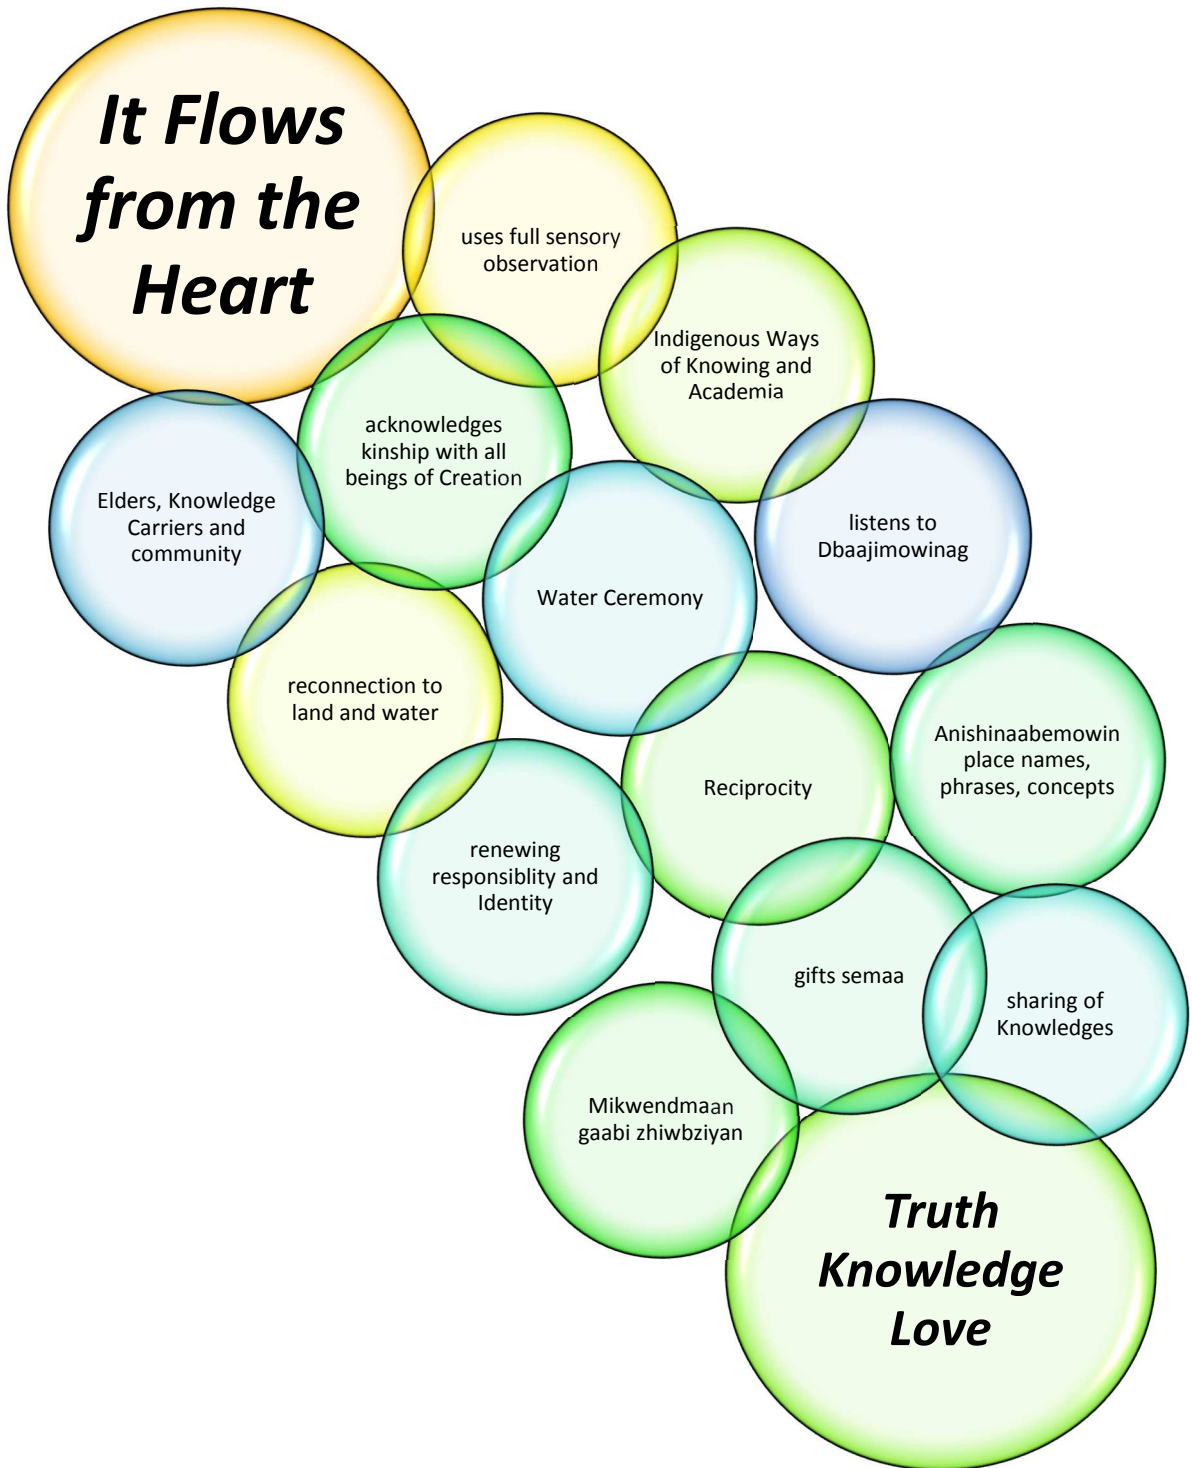 It Flows
from the
Heart
uses full sensory
observation
Indigenous Ways
of Knowing and
Academia
acknowledges
kinship with all
beings of Creation
Elders, Knowledge
Carriers and
community
listens to
Dbaajimowinag
Water Ceremony
reconnection to
land and water
Anishinaabemowin
place names,
phrases, concepts
Reciprocity
renewing
responsiblity and
Identity
gifts semaa
sharing of
Knowledges
Mikwendmaan
gaabi zhiwbziyan
Truth
Knowledge
Love